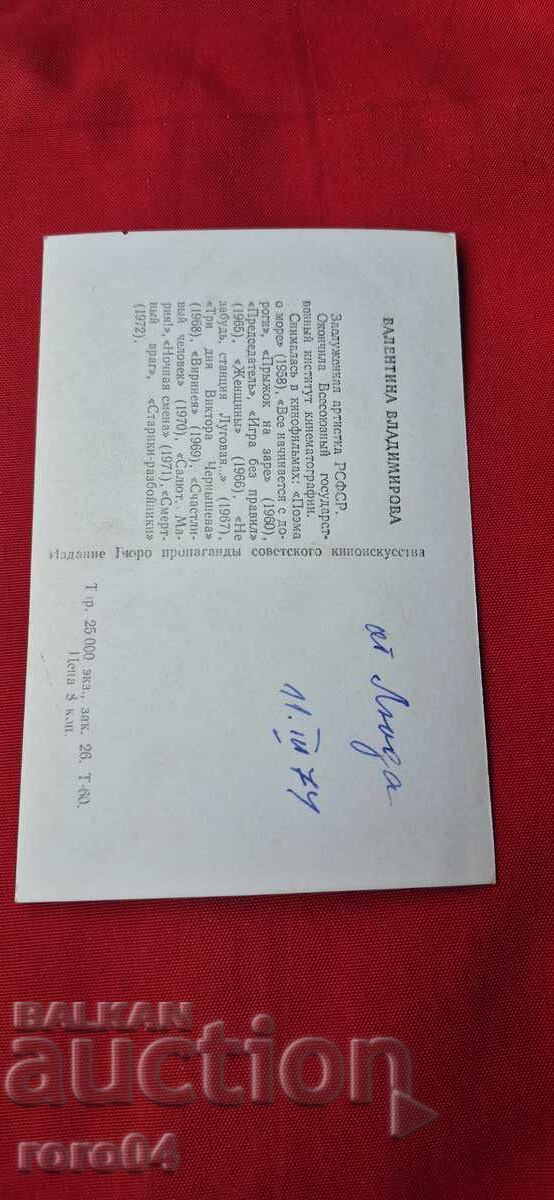 ВАЛЕНТИНА ВЛАДИМИРОВА
Заслуженная артистка РСФСР.
Окончила Всесоюзный государст-
венный институт кинематографии.
Снималась в кинофильмах: «Поэма
о море» (1958), «Все начинается с до-
роги», «Прыжок на заре» (1960),
«Председатель», «Игра без правил»
(1965), «Женщины» (1966), «Не
забудь, станция Луговая...» (1967),
«Три дня Виктора Чернышева»
(1968), «Виринея» (1969), «Счастли-
вый человек» (1970), «Салют, Ма-
рия!», «Ночная смена» (1971), «Смерт-
ный враг», «Старики-разбойники»
(1972).
Издание Бюро пропаганды советского киноискусства
от Люда
11.III 74
Тир. 25 000 экз., зак. 26. Т-60.
Цена 8 коп.
BALKAN
auction
roro04